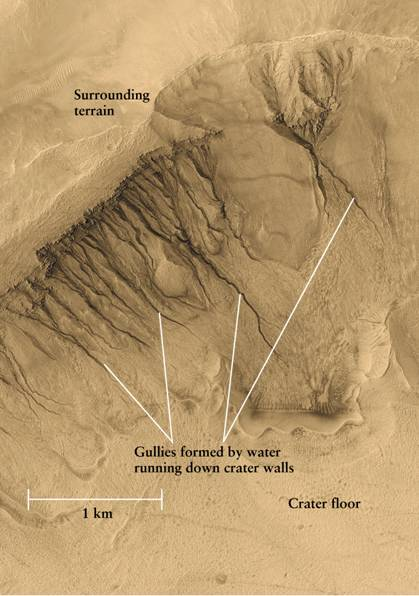 Surrounding
terrain
Gullies formed by water
running down crater walls
Crater floor
1 km